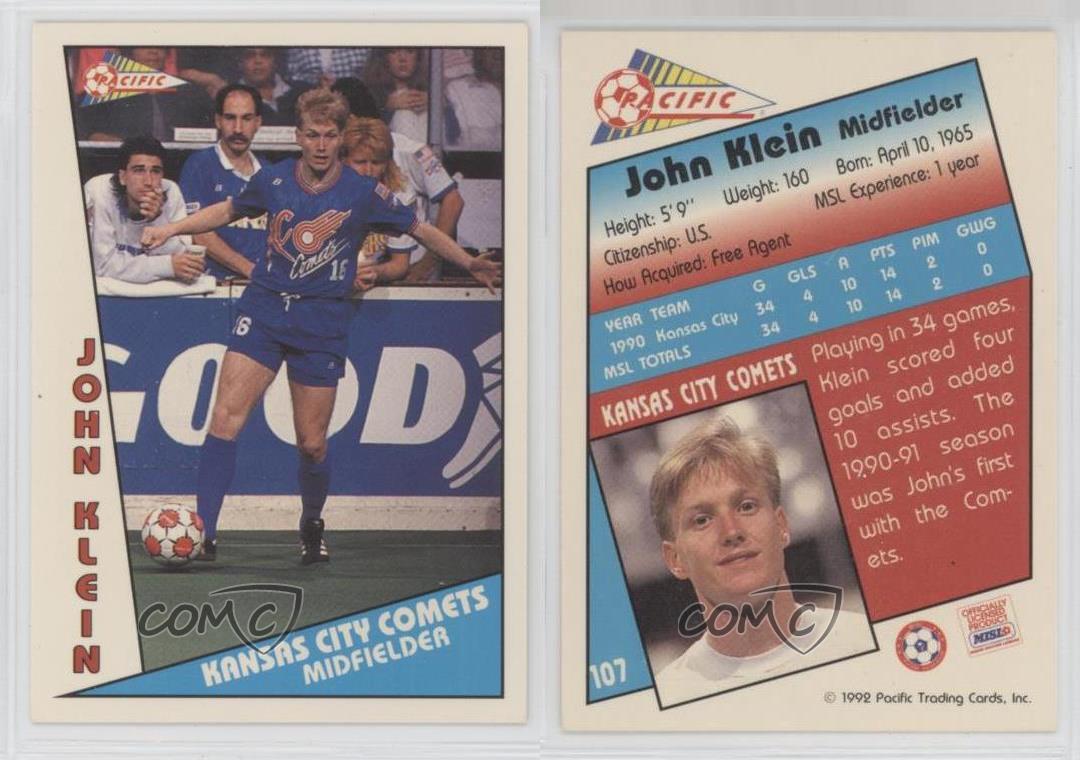 PACIFIC
COMETS
16
16
GOOD
JOHN KLEIN
KANSAS CITY COMETS
MIDFIELDER
COMC
PACIFIC
John Klein Midfielder
Height: 5' 9" Weight: 160 Born: April 10, 1965
Citizenship: U.S. MSL Experience: 1 year
How Acquired: Free Agent
YEAR TEAM G GLS A PTS PIM GWG
1990 Kansas City 34 4 10 14 2 0
MSL TOTALS 34 4 10 14 2 0
KANSAS CITY COMETS
Playing in 34 games,
Klein scored four
goals and added
10 assists. The
1990-91 season
was John's first
with the Com-
ets.
COMC
107
OFFICIALLY
LICENSED
PRODUCT
MISL
© 1992 Pacific Trading Cards, Inc.